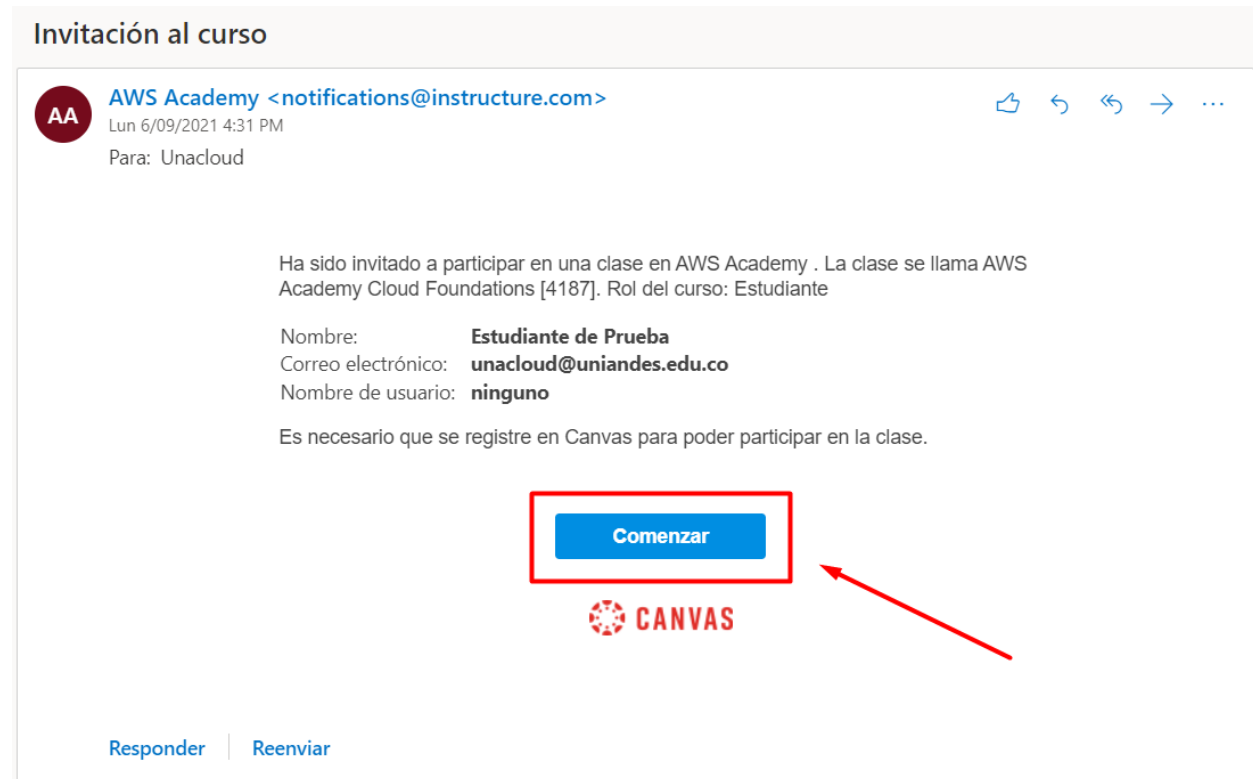 Invitación al curso
AA
AWS Academy <notifications@instructure.com>
Lun 6/09/2021 4:31 PM
Para: Unacloud
Ha sido invitado a participar en una clase en AWS Academy . La clase se llama AWS
Academy Cloud Foundations [4187]. Rol del curso: Estudiante
Nombre: Estudiante de Prueba
Correo electrónico: unacloud@uniandes.edu.co
Nombre de usuario: ninguno
Es necesario que se registre en Canvas para poder participar en la clase.
Comenzar
CANVAS
Responder Reenviar